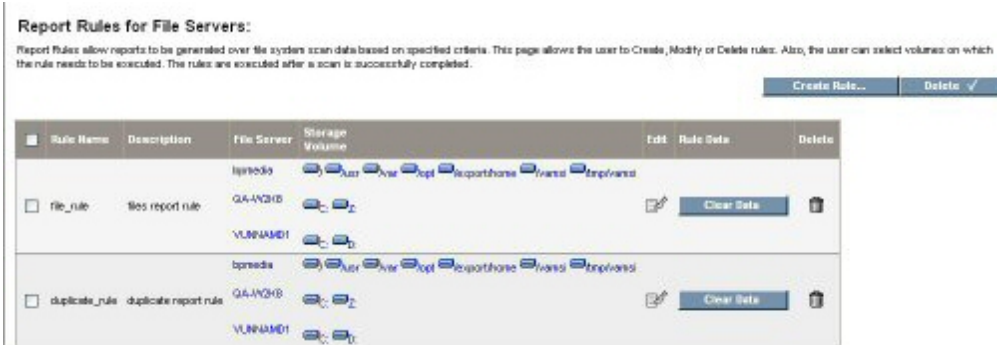 Report Rules for File Servers:
Report Rules allow reports to be generated over file system scan data based on specified criteria. This page allows the user to Create, Modify or Delete rules. Also, the user can select volumes on which
the rule needs to be executed. The rules are executed after a scan is successfully completed.
Create Rule... Delete
Rule Name Description File Server Storage Volume Edit Rule Data Delete
bpmedia / /usr /var /opt /export/home /vamsi /tmp/vamsi
file_rule files report rule QA-W2K8 C: Z: Clear Data
VUNNAMD1 C: D:
bpmedia / /usr /var /opt /export/home /vamsi /tmp/vamsi
duplicate_rule duplicate report rule QA-W2K8 C: Z: Clear Data
VUNNAMD1 C: D: